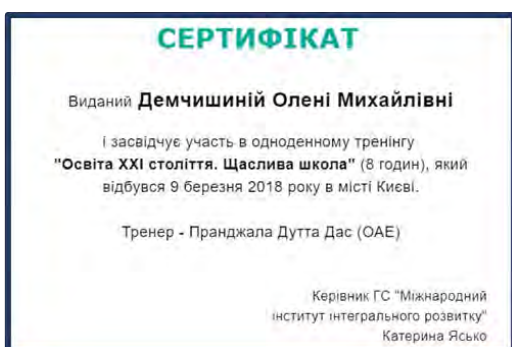 СЕРТИФІКАТ
Виданий Демчишиній Олені Михайлівні
і засвідчує участь в одноденному тренінгу
"Освіта XXI століття. Щаслива школа" (8 годин), який
відбувся 9 березня 2018 року в місті Києві.
Тренер - Пранджала Дутта Дас (ОАЕ)
Керівник ГС "Міжнародний
інститут інтегрального розвитку"
Катерина Ясько